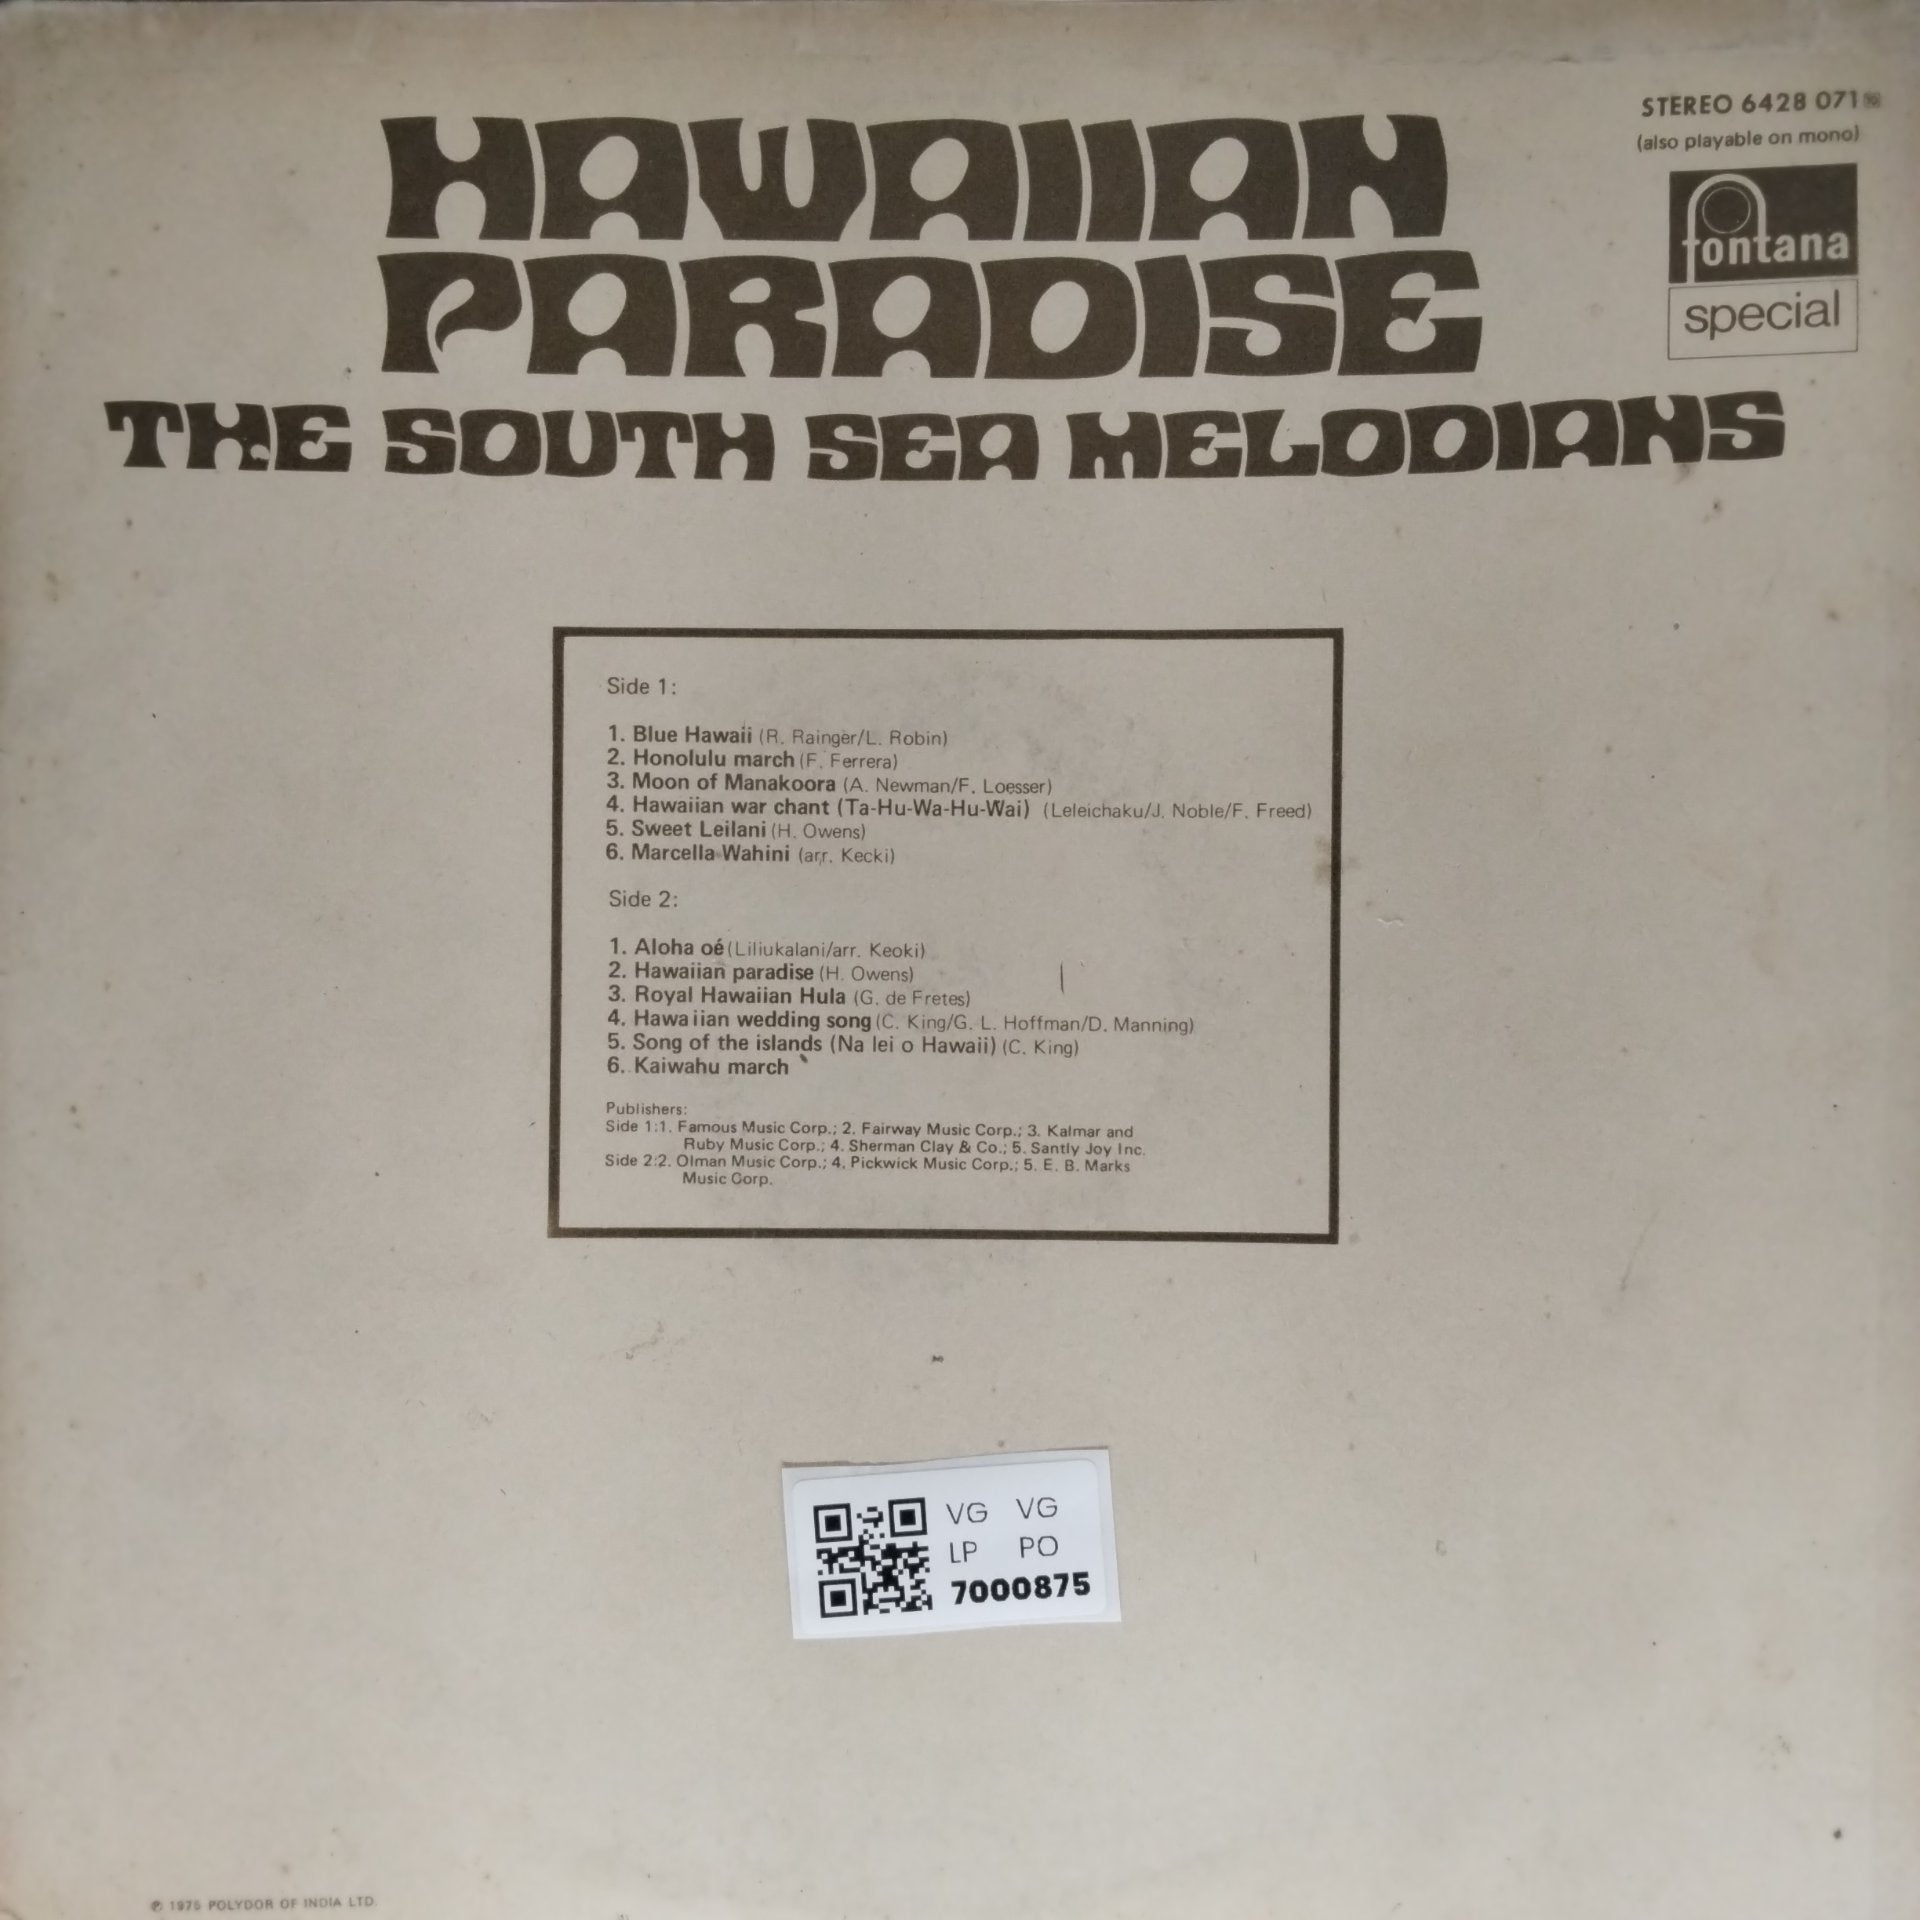 HAWAIIAN
PARADISE
THE SOUTH SEA MELODIANS
STEREO 6428 071
(also playable on mono)
fontana
special
Side 1:
1. Blue Hawaii (R. Rainger/L. Robin)
2. Honolulu march (F. Ferrera)
3. Moon of Manakoora (A. Newman/F. Loesser)
4. Hawaiian war chant (Ta-Hu-Wa-Hu-Wai) (Leleichaku/J. Noble/F. Freed)
5. Sweet Leilani (H. Owens)
6. Marcella Wahini (arr. Kecki)
Side 2:
1. Aloha oé (Liliukalani/arr. Keoki)
2. Hawaiian paradise (H. Owens)
3. Royal Hawaiian Hula (G. de Fretes)
4. Hawaiian wedding song (C. King/G. L. Hoffman/D. Manning)
5. Song of the islands (Na lei o Hawaii) (C. King)
6. Kaiwahu march
Publishers:
Side 1:1. Famous Music Corp.; 2. Fairway Music Corp.; 3. Kalmar and
Ruby Music Corp.; 4. Sherman Clay & Co.; 5. Santly Joy Inc.
Side 2:2. Olman Music Corp.; 4. Pickwick Music Corp.; 5. E. B. Marks
Music Corp.
VG VG
LP PO
7000875
℗ 1975 POLYDOR OF INDIA LTD.